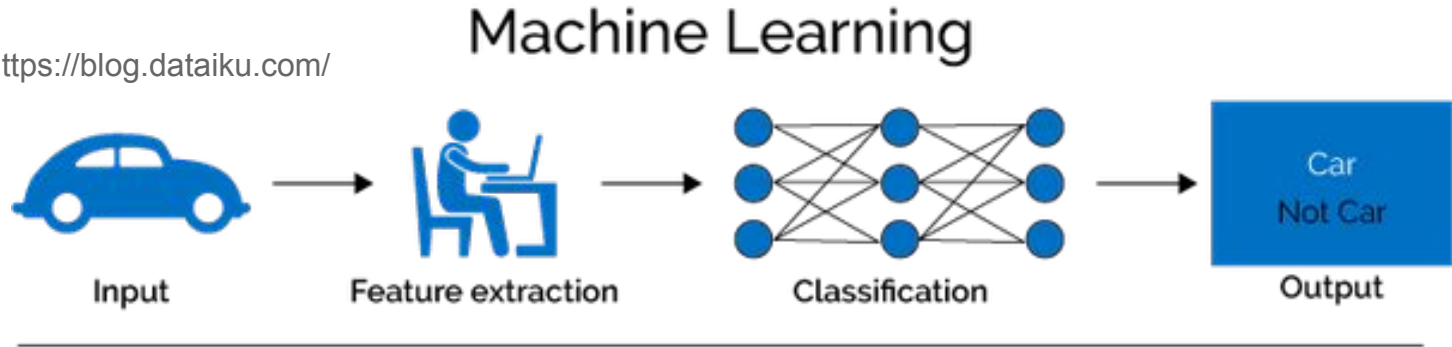 Machine Learning
ttps://blog.dataiku.com/
Car
Not Car
Input
Feature extraction
Classification
Output